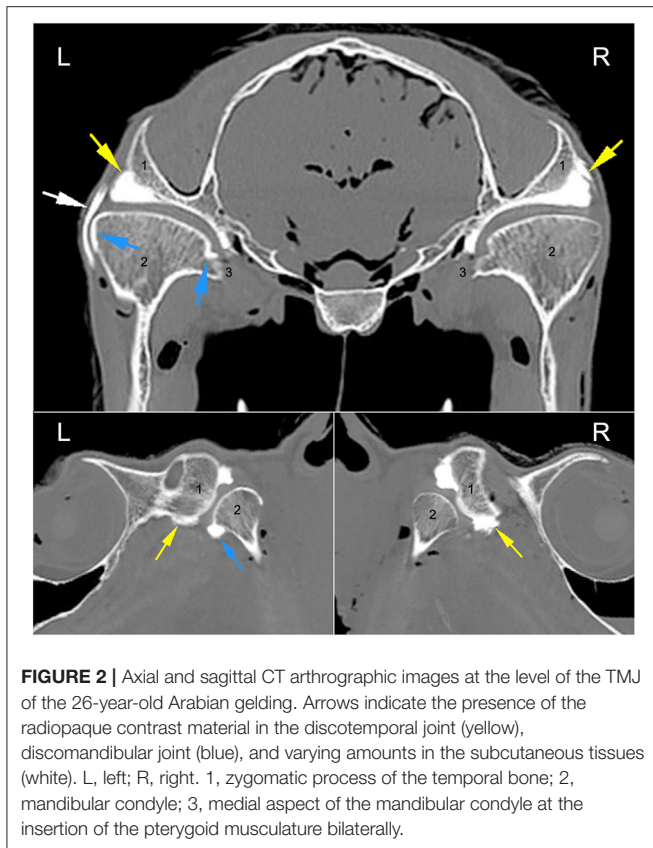 L R
1 1
2 2
3 3
L R
1 1
2 2
FIGURE 2 | Axial and sagittal CT arthrographic images at the level of the TMJ
of the 26-year-old Arabian gelding. Arrows indicate the presence of the
radiopaque contrast material in the discotemporal joint (yellow),
discomandibular joint (blue), and varying amounts in the subcutaneous tissues
(white). L, left; R, right. 1, zygomatic process of the temporal bone; 2,
mandibular condyle; 3, medial aspect of the mandibular condyle at the
insertion of the pterygoid musculature bilaterally.